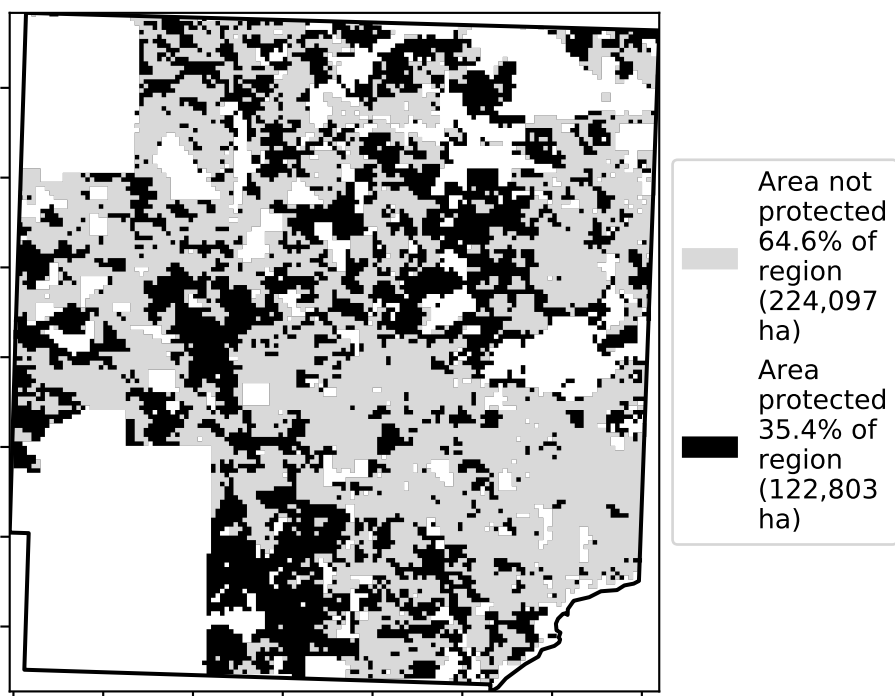 Area not
protected
64.6% of
region
(224,097
ha)
Area
protected
35.4% of
region
(122,803
ha)